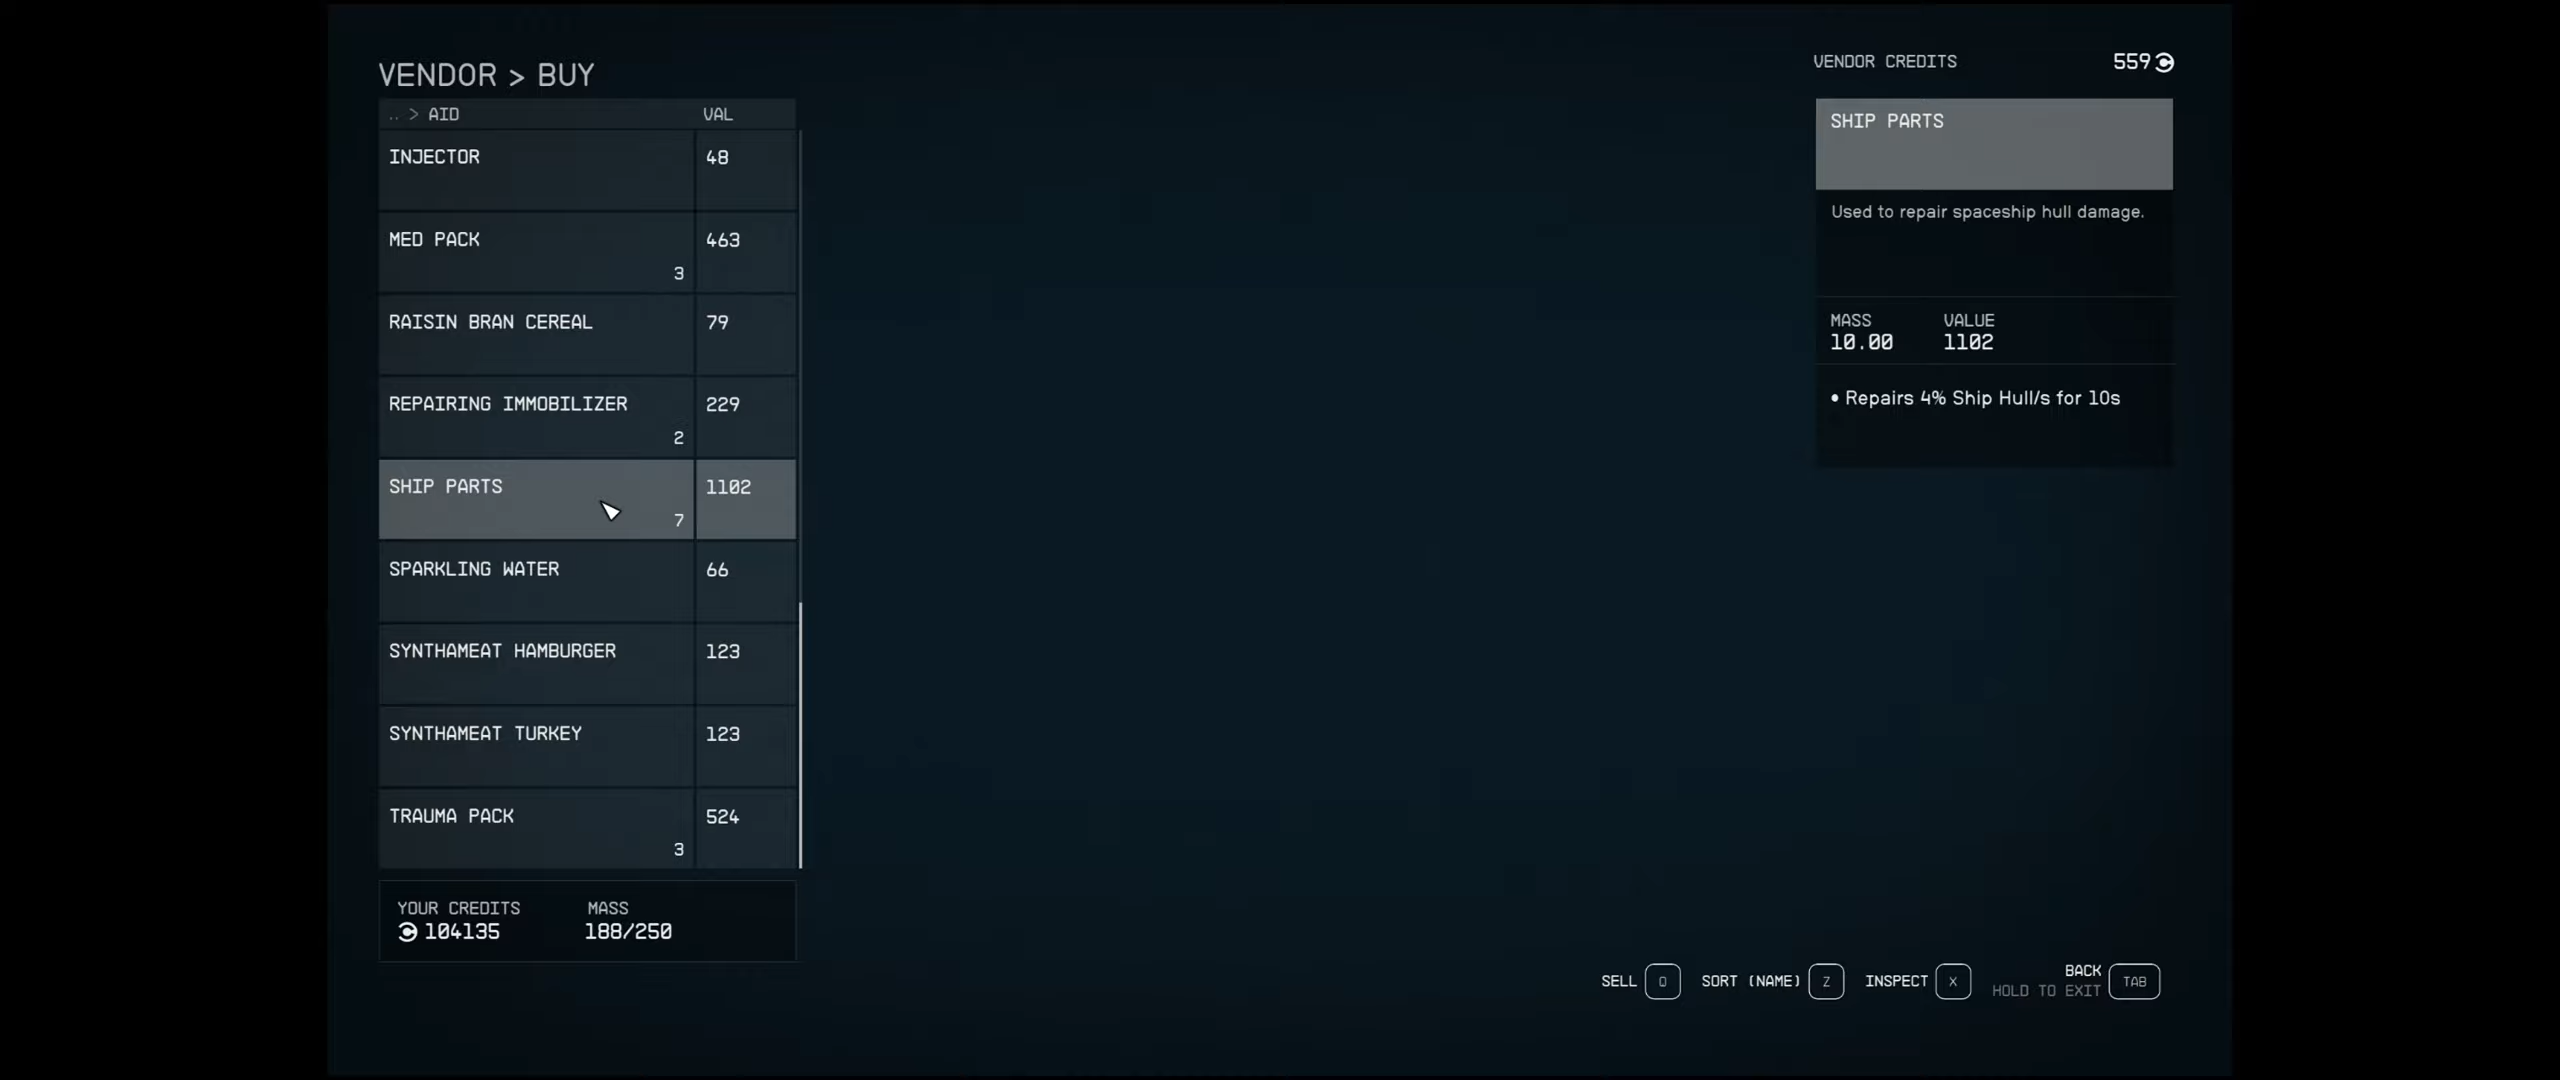 VENDOR > BUY
.. > AID VAL
INJECTOR 48
MED PACK 463
3
RAISIN BRAN CEREAL 79
REPAIRING IMMOBILIZER 229
2
SHIP PARTS 1102
7
SPARKLING WATER 66
SYNTHAMEAT HAMBURGER 123
SYNTHAMEAT TURKEY 123
TRAUMA PACK 524
3
YOUR CREDITS MASS
104135 188/250
VENDOR CREDITS 559
SHIP PARTS
Used to repair spaceship hull damage.
MASS VALUE
10.00 1102
• Repairs 4% Ship Hull/s for 10s
SELL Q SORT (NAME) Z INSPECT X BACK TAB
HOLD TO EXIT